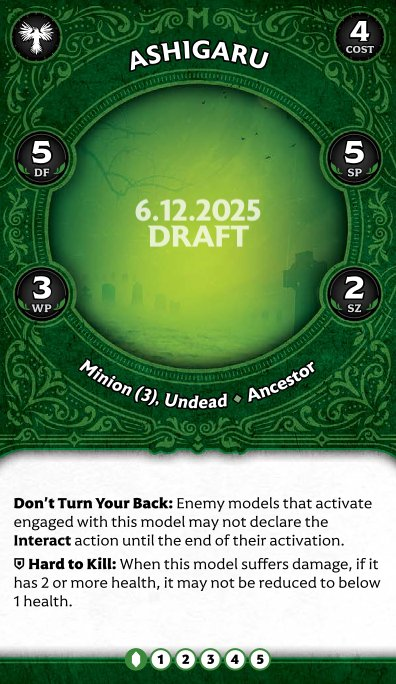 ASHIGARU
4
COST
5
DF
5
SP
6.12.2025
DRAFT
3
WP
2
SZ
Minion (3), Undead ◆ Ancestor
Don't Turn Your Back: Enemy models that activate
engaged with this model may not declare the
Interact action until the end of their activation.
Hard to Kill: When this model suffers damage, if it
has 2 or more health, it may not be reduced to below
1 health.
1 2 3 4 5